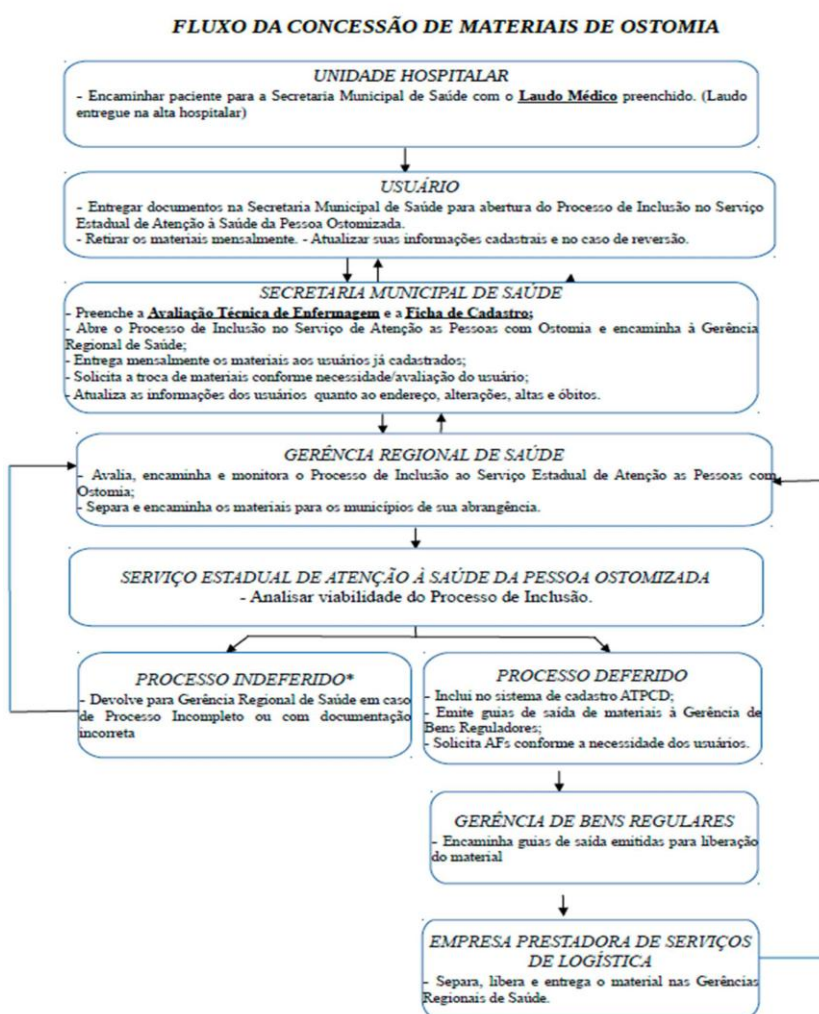 FLUXO DA CONCESSÃO DE MATERIAIS DE OSTOMIA
UNIDADE HOSPITALAR
- Encaminhar paciente para a Secretaria Municipal de Saúde com o Laudo Médico preenchido. (Laudo
entregue na alta hospitalar)
USUÁRIO
- Entregar documentos na Secretaria Municipal de Saúde para abertura do Processo de Inclusão no Serviço
Estadual de Atenção à Saúde da Pessoa Ostomizada.
- Retirar os materiais mensalmente. - Atualizar suas informações cadastrais e no caso de reversão.
SECRETARIA MUNICIPAL DE SAÚDE
- Preenche a Avaliação Técnica de Enfermagem e a Ficha de Cadastro;
- Abre o Processo de Inclusão no Serviço de Atenção as Pessoas com Ostomia e encaminha à Gerência
Regional de Saúde;
- Entrega mensalmente os materiais aos usuários já cadastrados;
- Solicita a troca de materiais conforme necessidade/avaliação do usuário;
- Atualiza as informações dos usuários quanto ao endereço, alterações, altas e óbitos.
GERÊNCIA REGIONAL DE SAÚDE
- Avalia, encaminha e monitora o Processo de Inclusão ao Serviço Estadual de Atenção as Pessoas com
Ostomia;
- Separa e encaminha os materiais para os municípios de sua abrangência.
SERVIÇO ESTADUAL DE ATENÇÃO À SAÚDE DA PESSOA OSTOMIZADA
- Analisar viabilidade do Processo de Inclusão.
PROCESSO INDEFERIDO*
- Devolve para Gerência Regional de Saúde em caso
de Processo Incompleto ou com documentação
incorreta
PROCESSO DEFERIDO
- Inclui no sistema de cadastro ATPCD;
- Emite guias de saída de materiais à Gerência de
Bens Reguladores;
- Solicita AFs conforme a necessidade dos usuários.
GERÊNCIA DE BENS REGULARES
- Encaminha guias de saída emitidas para liberação
do material
EMPRESA PRESTADORA DE SERVIÇOS
DE LOGÍSTICA
- Separa, libera e entrega o material nas Gerências
Regionais de Saúde.